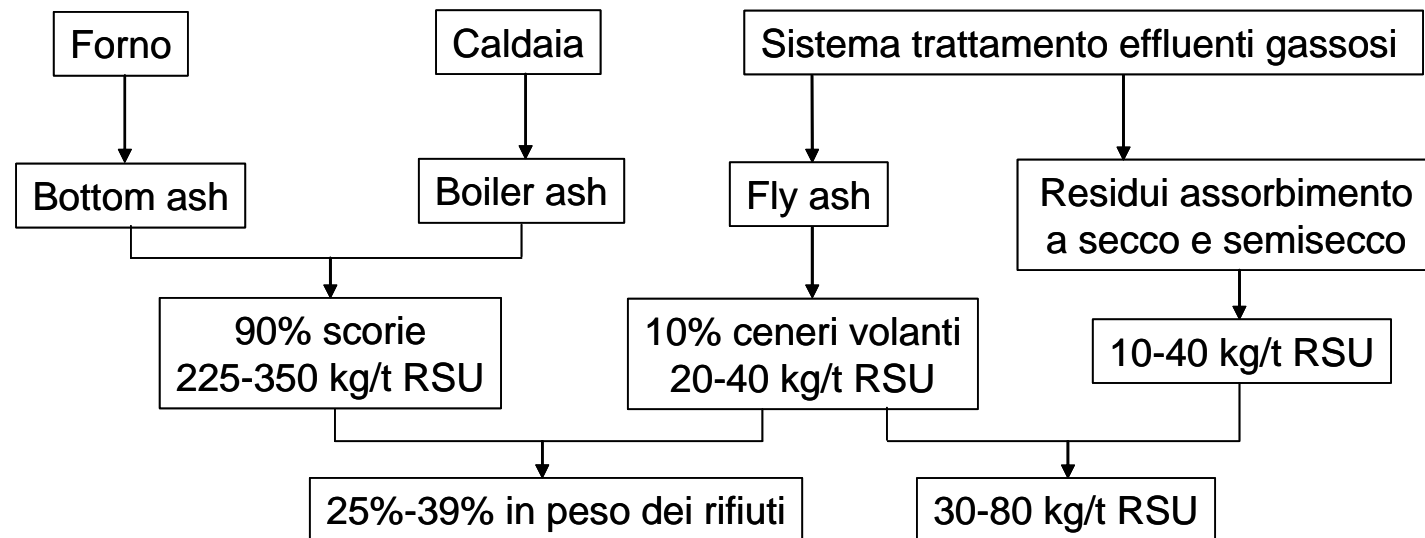 Forno
Caldaia
Sistema trattamento effluenti gassosi
Bottom ash
Boiler ash
Fly ash
Residui assorbimento
a secco e semisecco
90% scorie
225-350 kg/t RSU
10% ceneri volanti
20-40 kg/t RSU
10-40 kg/t RSU
25%-39% in peso dei rifiuti
30-80 kg/t RSU